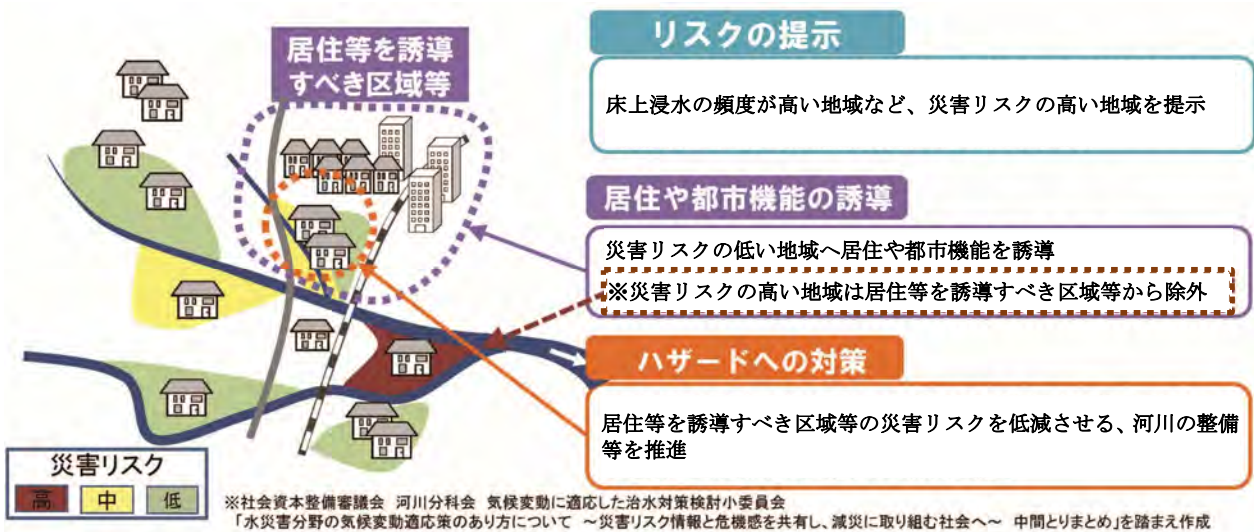 居住等を誘導
すべき区域等
リスクの提示
床上浸水の頻度が高い地域など、災害リスクの高い地域を提示
居住や都市機能の誘導
災害リスクの低い地域へ居住や都市機能を誘導
※災害リスクの高い地域は居住等を誘導すべき区域等から除外
ハザードへの対策
居住等を誘導すべき区域等の災害リスクを低減させる、河川の整備
等を推進
災害リスク
高 中 低
※社会資本整備審議会 河川分科会 気候変動に適応した治水対策検討小委員会
「水災害分野の気候変動適応策のあり方について ～災害リスク情報と危機感を共有し、減災に取り組む社会へ～ 中間とりまとめ」を踏まえ作成